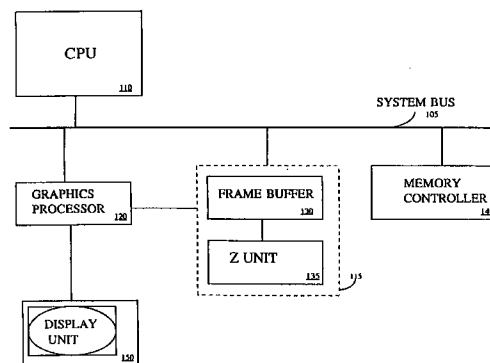 CPU
110
SYSTEM BUS
105
GRAPHICS
PROCESSOR
120
FRAME BUFFER
130
Z UNIT
135
115
MEMORY
CONTROLLER
DISPLAY
UNIT
150